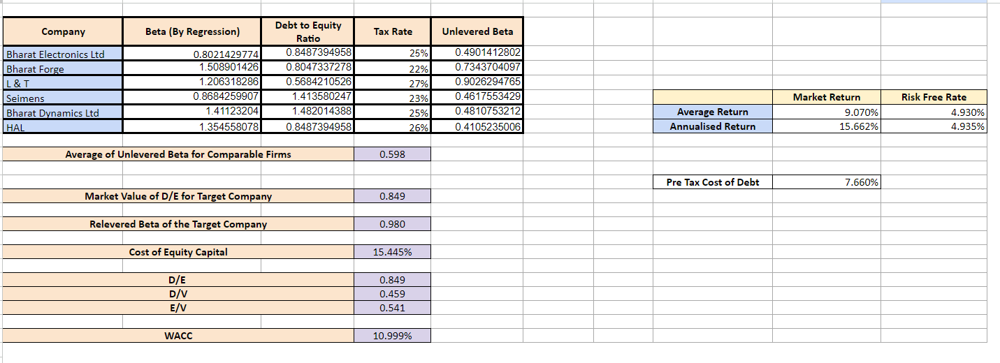 Company Beta (By Regression) Debt to Equity Ratio Tax Rate Unlevered Beta
Bharat Electronics Ltd 0.8021429774 0.8487394958 25% 0.4901412802
Bharat Forge 1.508901426 0.8047337278 22% 0.7343704097
L & T 1.206318286 0.5684210526 27% 0.9026294765
Seimens 0.8684259907 1.413580247 23% 0.4617553429
Market Return Risk Free Rate
Bharat Dynamics Ltd 1.41123204 1.482014388 25% 0.4810753212
Average Return 9.070% 4.930%
HAL 1.354558078 0.8487394958 26% 0.4105235006
Annualised Return 15.662% 4.935%
Average of Unlevered Beta for Comparable Firms 0.598
Pre Tax Cost of Debt 7.660%
Market Value of D/E for Target Company 0.849
Relevered Beta of the Target Company 0.980
Cost of Equity Capital 15.445%
D/E 0.849
D/V 0.459
E/V 0.541
WACC 10.999%